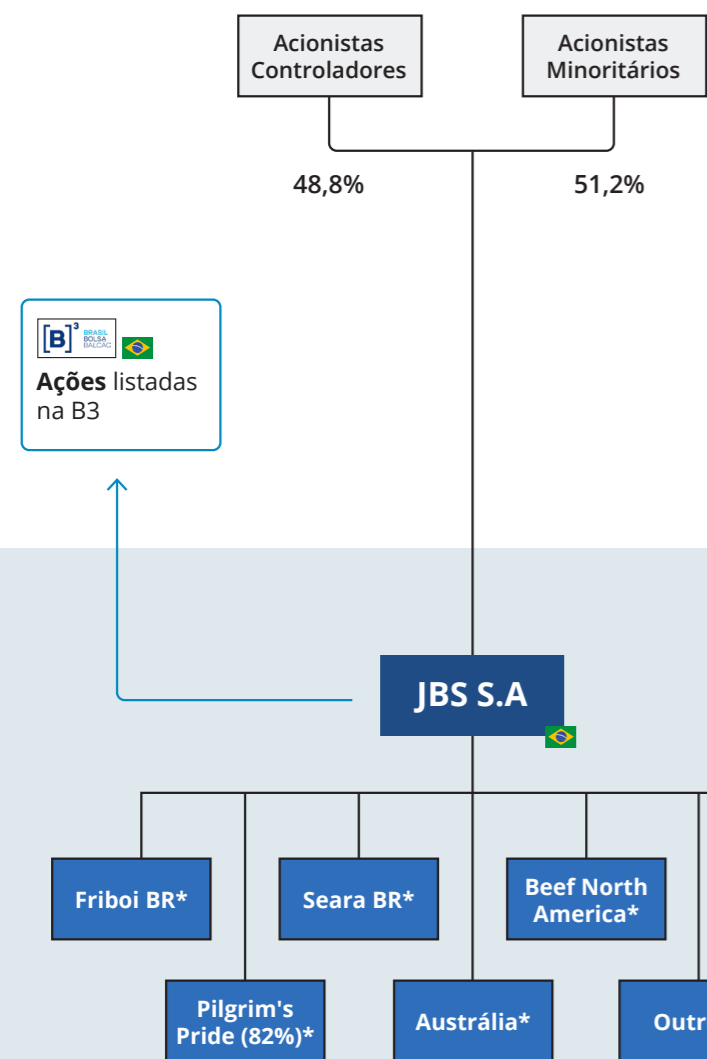 Acionistas
Controladores
Acionistas
Minoritários
48,8%
51,2%
[B]³ BRASIL
BOLSA
BALCÃO
Ações listadas
na B3
JBS S.A
Friboi BR*
Seara BR*
Beef North
America*
Pilgrim's
Pride (82%)*
Austrália*